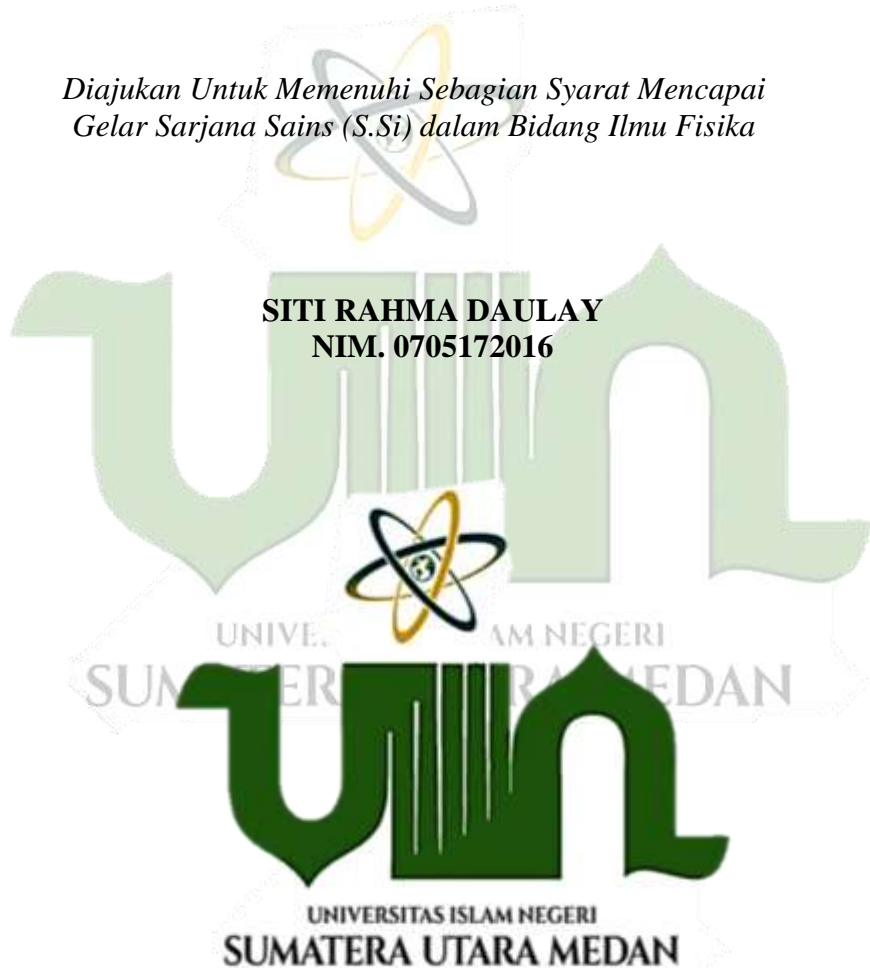 Diajukan Untuk Memenuhi Sebagian Syarat Mencapai
Gelar Sarjana Sains (S.Si) dalam Bidang Ilmu Fisika
SITI RAHMA DAULAY
NIM. 0705172016
UIN
UNIVERSITAS ISLAM NEGERI
SUMATERA UTARA MEDAN